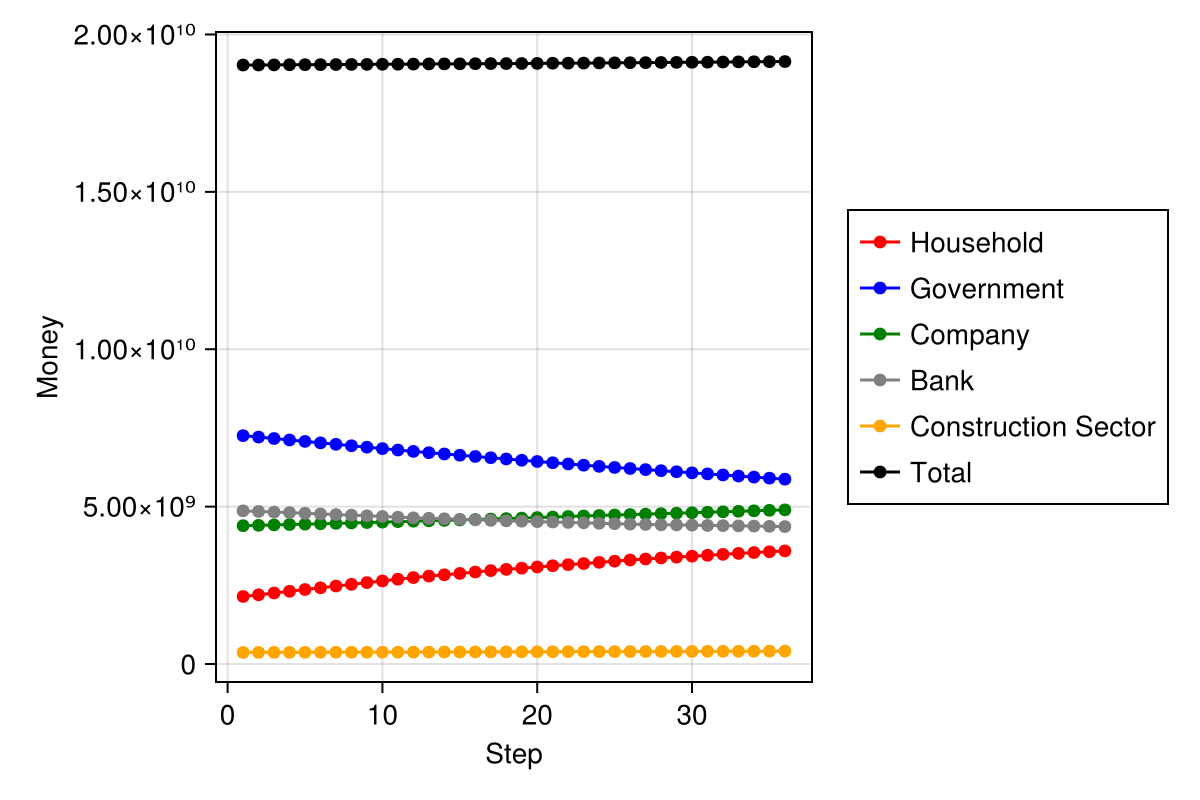 2.00×10¹⁰
1.50×10¹⁰
1.00×10¹⁰
5.00×10⁹
0
Money
0 10 20 30
Step
Household
Government
Company
Bank
Construction Sector
Total